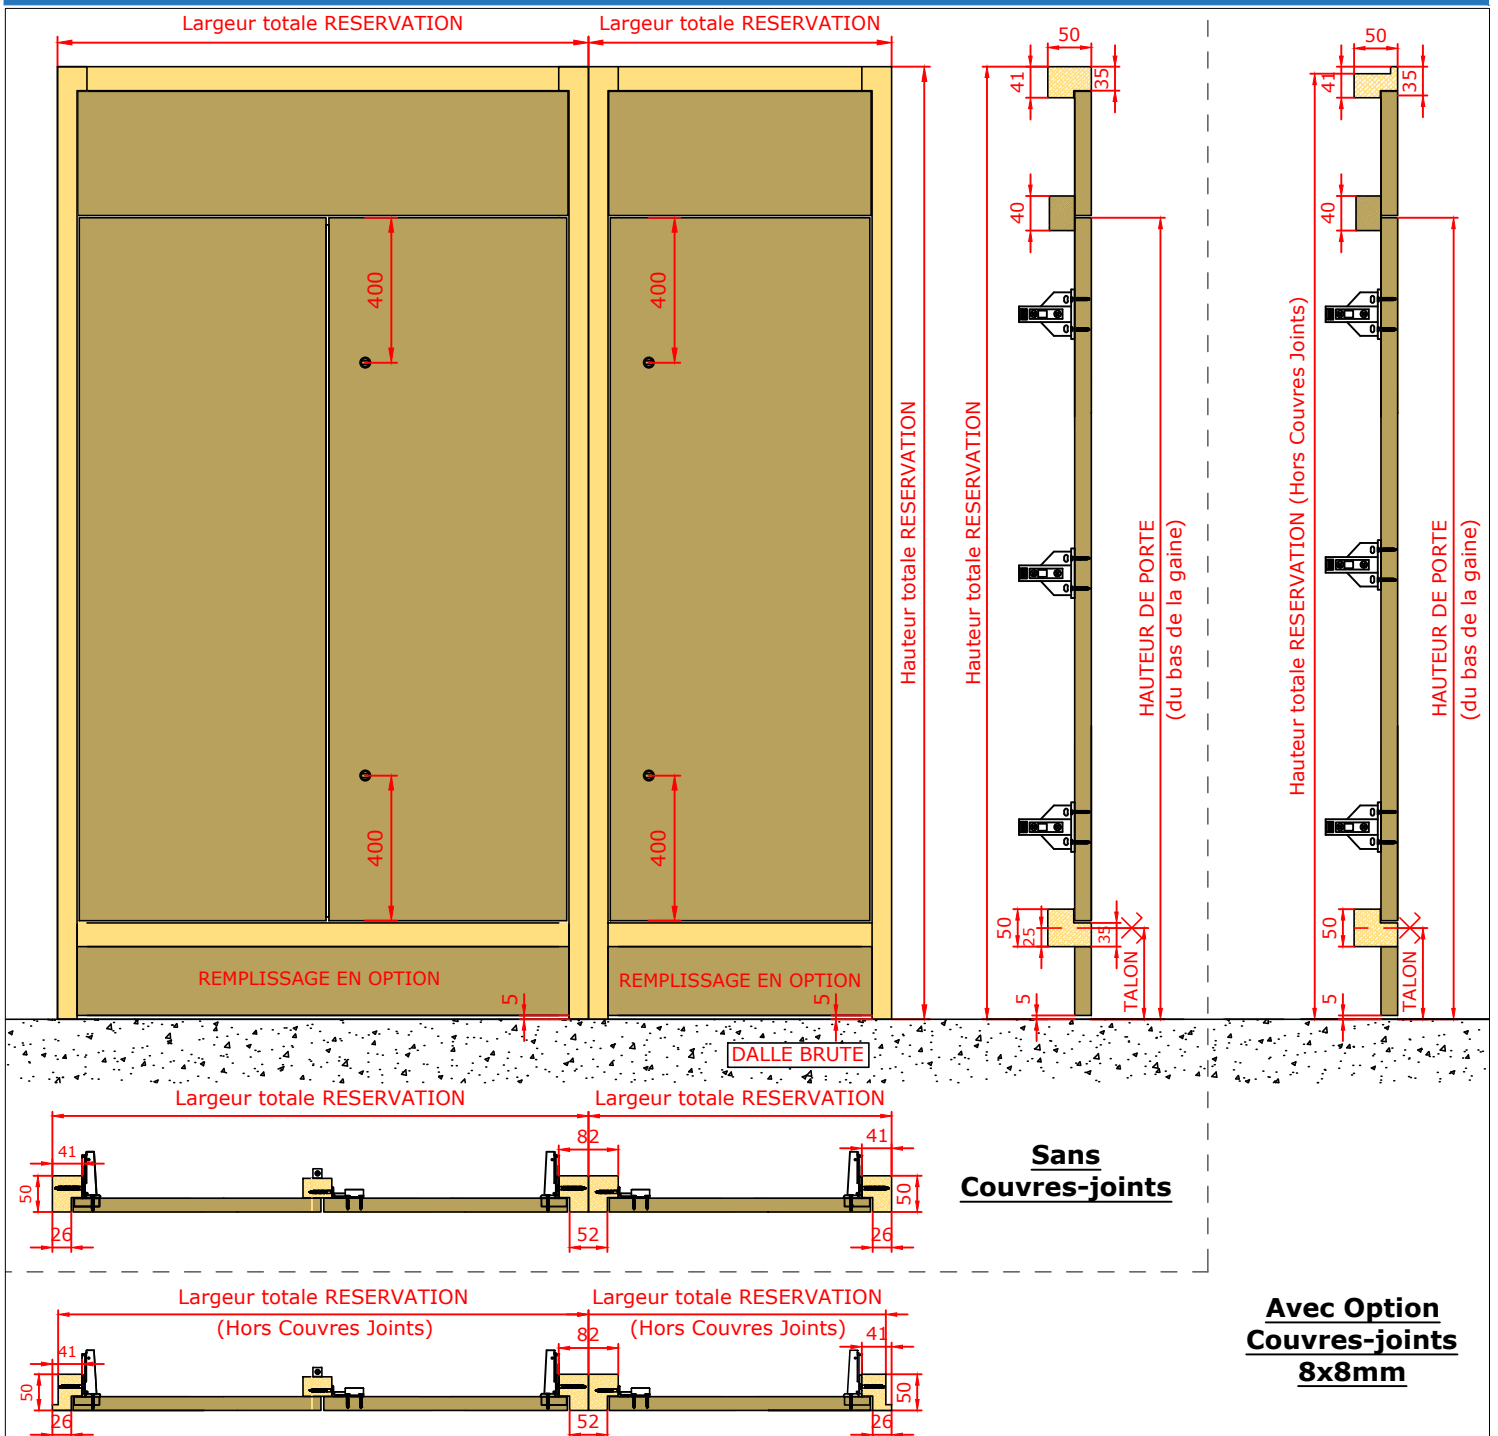 Largeur totale RESERVATION
Largeur totale RESERVATION
50
41
35
50
41
35
40
40
400
400
Hauteur totale RESERVATION
Hauteur totale RESERVATION
HAUTEUR DE PORTE
(du bas de la gaine)
Hauteur totale RESERVATION (Hors Couvres Joints)
HAUTEUR DE PORTE
(du bas de la gaine)
400
400
50
25
35
TALON
50
TALON
REMPLISSAGE EN OPTION
REMPLISSAGE EN OPTION
5
5
5
5
DALLE BRUTE
Largeur totale RESERVATION
Largeur totale RESERVATION
41
82
41
50
50
26
52
26
Sans
Couvres-joints
Largeur totale RESERVATION
(Hors Couvres Joints)
Largeur totale RESERVATION
(Hors Couvres Joints)
41
82
41
50
50
26
52
26
Avec Option
Couvres-joints
8x8mm